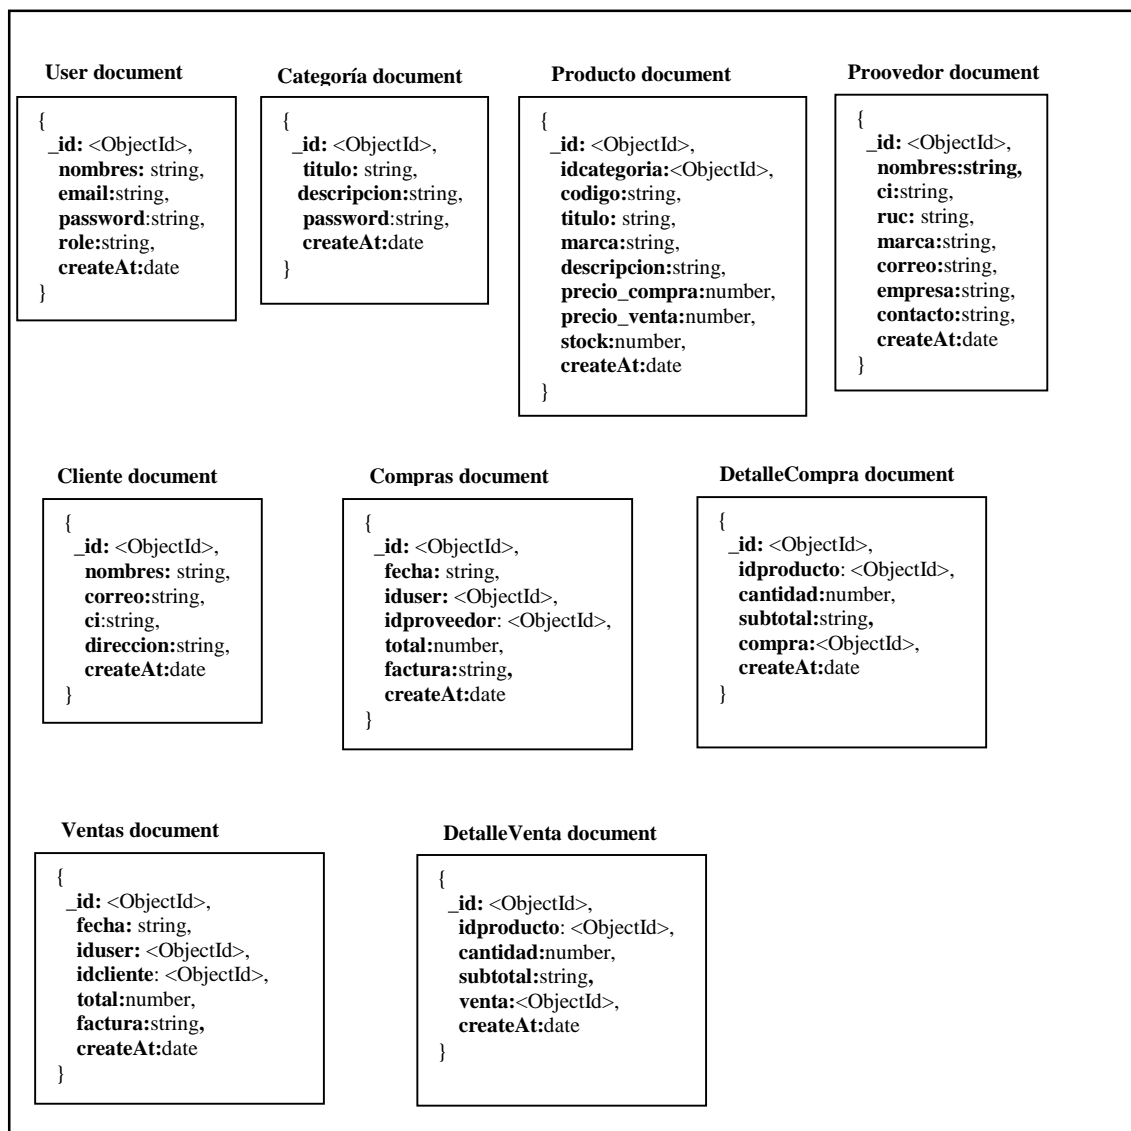 User document
{
_id: <ObjectId>,
nombres: string,
email:string,
password:string,
role:string,
createAt:date
}
Categoría document
{
_id: <ObjectId>,
titulo: string,
descripcion:string,
password:string,
createAt:date
}
Producto document
{
_id: <ObjectId>,
idcategoria:<ObjectId>,
codigo:string,
titulo: string,
marca:string,
descripcion:string,
precio_compra:number,
precio_venta:number,
stock:number,
createAt:date
}
Proovedor document
{
_id: <ObjectId>,
nombres:string,
ci:string,
ruc: string,
marca:string,
correo:string,
empresa:string,
contacto:string,
createAt:date
}
Cliente document
{
_id: <ObjectId>,
nombres: string,
correo:string,
ci:string,
direccion:string,
createAt:date
}
Compras document
{
_id: <ObjectId>,
fecha: string,
iduser: <ObjectId>,
idproveedor: <ObjectId>,
total:number,
factura:string,
createAt:date
}
DetalleCompra document
{
_id: <ObjectId>,
idproducto: <ObjectId>,
cantidad:number,
subtotal:string,
compra:<ObjectId>,
createAt:date
}
Ventas document
{
_id: <ObjectId>,
fecha: string,
iduser: <ObjectId>,
idcliente: <ObjectId>,
total:number,
factura:string,
createAt:date
}
DetalleVenta document
{
_id: <ObjectId>,
idproducto: <ObjectId>,
cantidad:number,
subtotal:string,
venta:<ObjectId>,
createAt:date
}